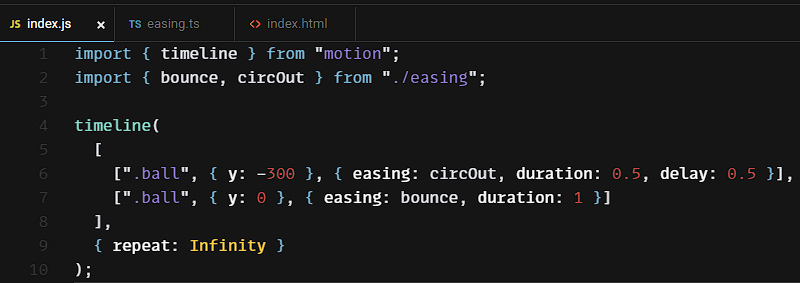 JS index.js × TS easing.ts <> index.html
1 import { timeline } from "motion";
2 import { bounce, circOut } from "./easing";
3
4 timeline(
5 [
6 [".ball", { y: -300 }, { easing: circOut, duration: 0.5, delay: 0.5 }],
7 [".ball", { y: 0 }, { easing: bounce, duration: 1 }]
8 ],
9 { repeat: Infinity }
10 );